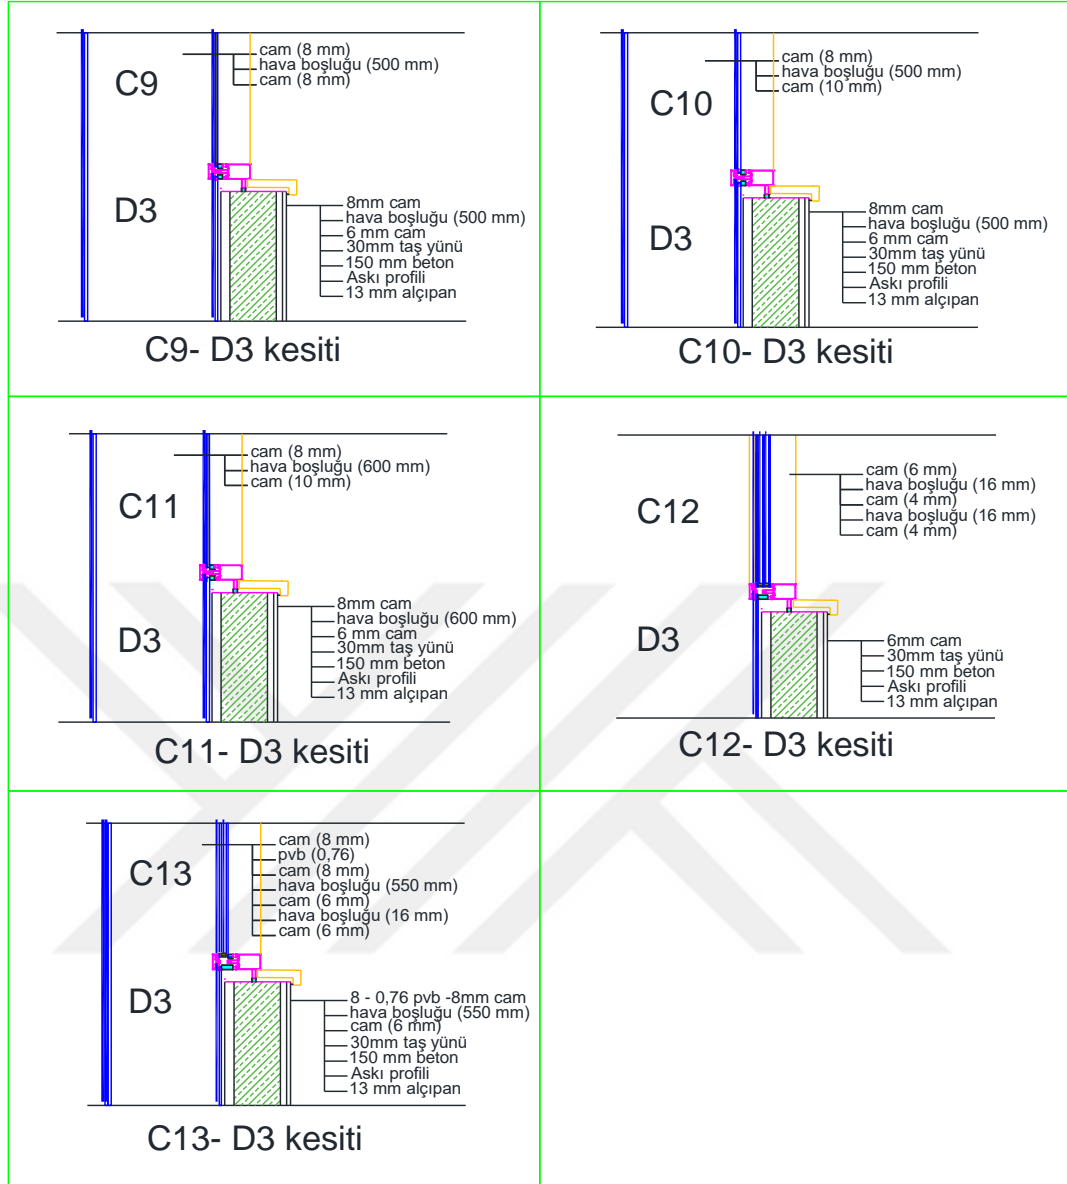 cam (8 mm)
hava boşluğu (500 mm)
cam (8 mm)
C9
D3
8mm cam
hava boşluğu (500 mm)
6 mm cam
30mm taş yünü
150 mm beton
Askı profili
13 mm alçıpan
C9- D3 kesiti
cam (8 mm)
hava boşluğu (500 mm)
cam (10 mm)
C10
D3
8mm cam
hava boşluğu (500 mm)
6 mm cam
30mm taş yünü
150 mm beton
Askı profili
13 mm alçıpan
C10- D3 kesiti
cam (8 mm)
hava boşluğu (600 mm)
cam (10 mm)
C11
D3
8mm cam
hava boşluğu (600 mm)
6 mm cam
30mm taş yünü
150 mm beton
Askı profili
13 mm alçıpan
C11- D3 kesiti
cam (6 mm)
hava boşluğu (16 mm)
cam (4 mm)
hava boşluğu (16 mm)
cam (4 mm)
C12
D3
6mm cam
30mm taş yünü
150 mm beton
Askı profili
13 mm alçıpan
C12- D3 kesiti
cam (8 mm)
pvb (0,76)
cam (8 mm)
hava boşluğu (550 mm)
cam (6 mm)
hava boşluğu (16 mm)
cam (6 mm)
C13
D3
8 - 0,76 pvb -8mm cam
hava boşluğu (550 mm)
cam (6 mm)
30mm taş yünü
150 mm beton
Askı profili
13 mm alçıpan
C13- D3 kesiti